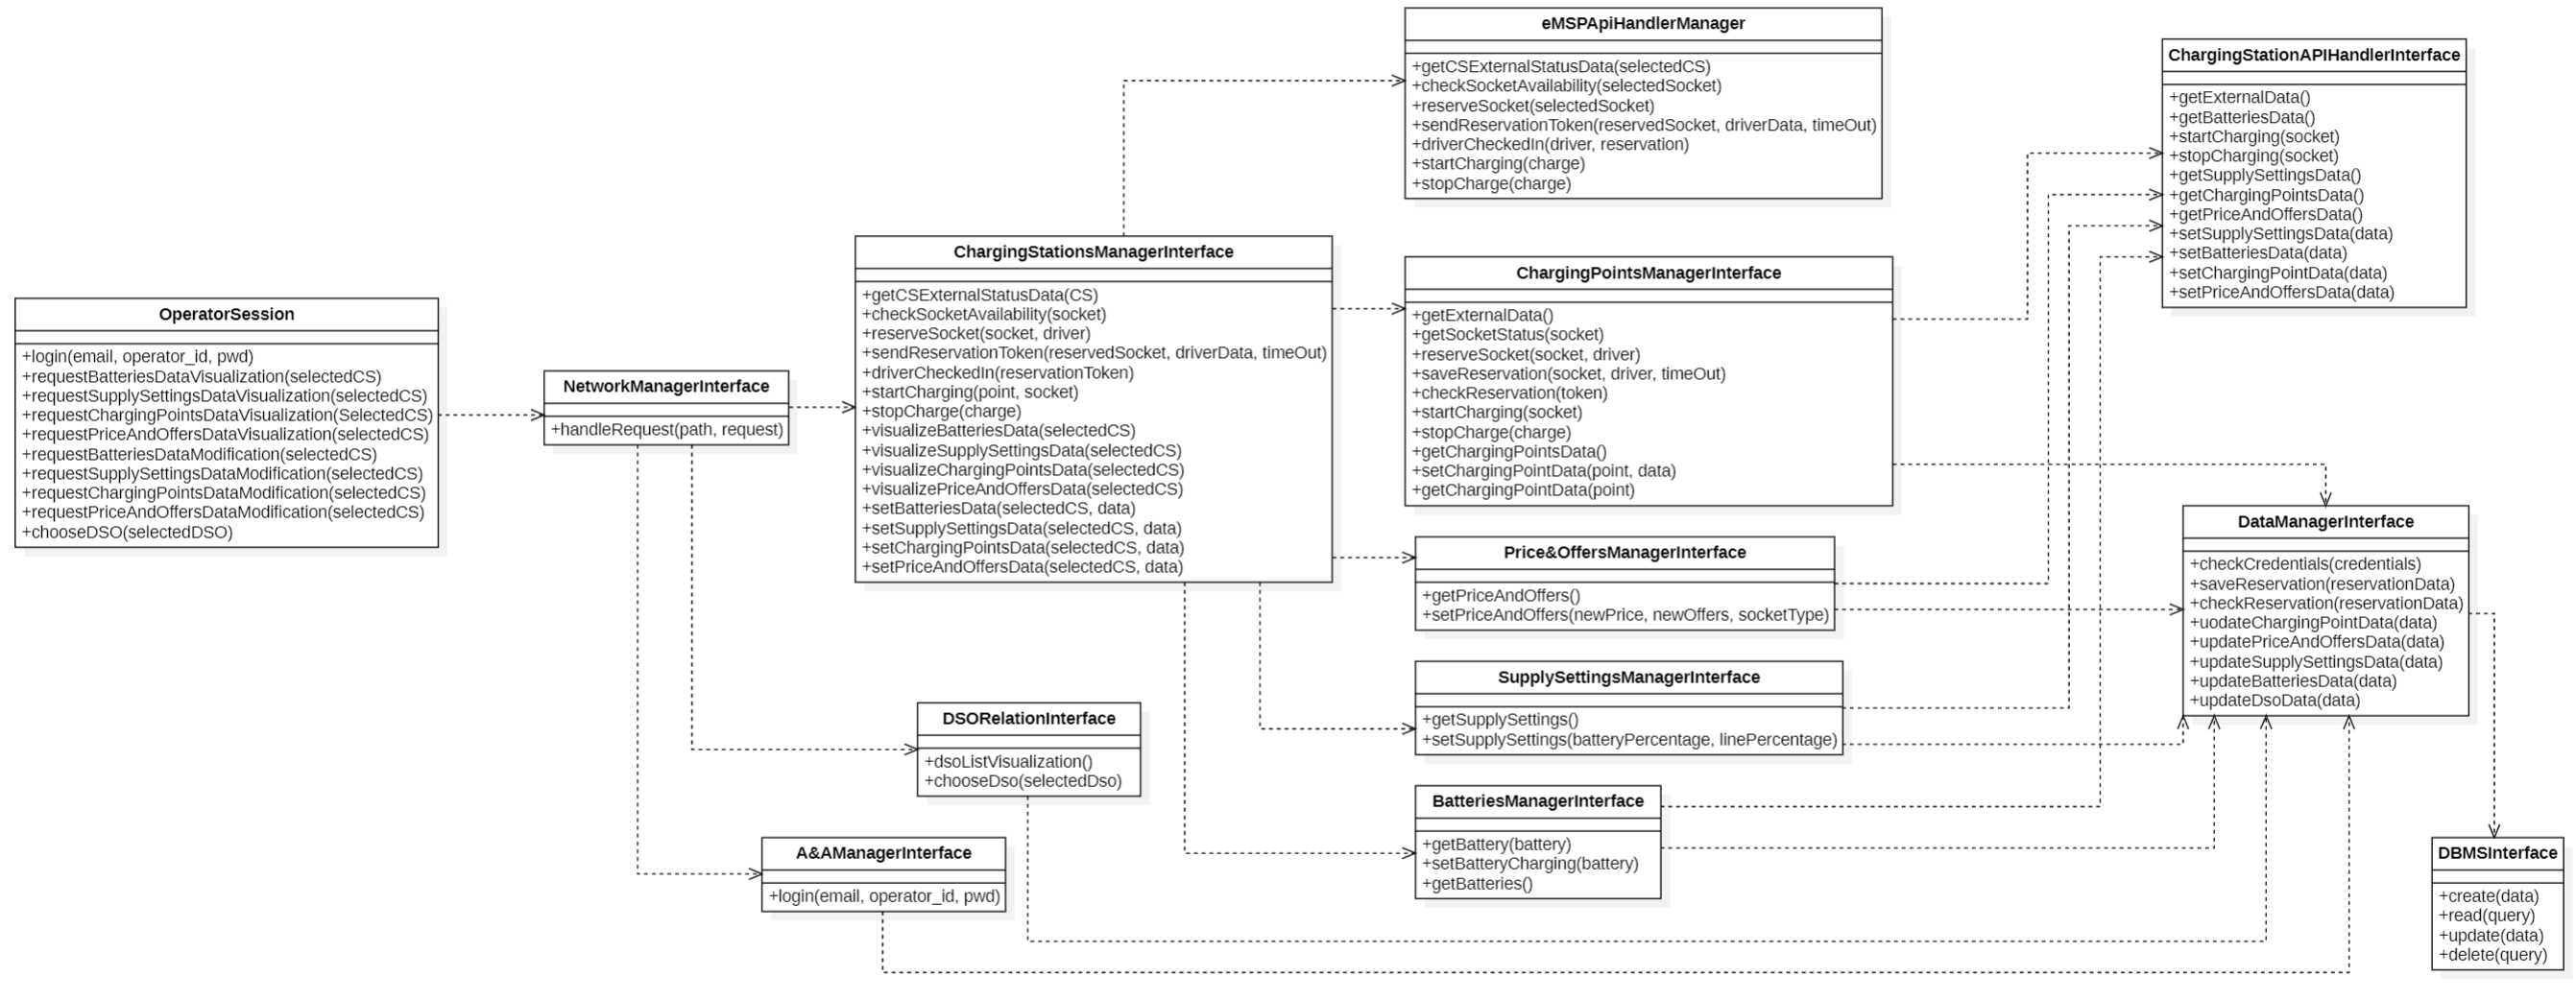 eMSPApiHandlerManager
+getCSExternalStatusData(selectedCS)
+checkSocketAvailability(selectedSocket)
+reserveSocket(selectedSocket)
+sendReservationToken(reservedSocket, driverData, timeOut)
+driverCheckedIn(driver, reservation)
+startCharging(charge)
+stopCharge(charge)
ChargingStationAPIHandlerInterface
+getExternalData()
+getBatteriesData()
+startCharging(socket)
+stopCharging(socket)
+getSupplySettingsData()
+getChargingPointsData()
+getPriceAndOffersData()
+setSupplySettingsData(data)
+setBatteriesData(data)
+setChargingPointData(data)
+setPriceAndOffersData(data)
OperatorSession
+login(email, operator_id, pwd)
+requestBatteriesDataVisualization(selectedCS)
+requestSupplySettingsDataVisualization(selectedCS)
+requestChargingPointsDataVisualization(SelectedCS)
+requestPriceAndOffersDataVisualization(selectedCS)
+requestBatteriesDataModification(selectedCS)
+requestSupplySettingsDataModification(selectedCS)
+requestChargingPointsDataModification(selectedCS)
+requestPriceAndOffersDataModification(selectedCS)
+chooseDSO(selectedDSO)
NetworkManagerInterface
+handleRequest(path, request)
ChargingStationsManagerInterface
+getCSExternalStatusData(CS)
+checkSocketAvailability(socket)
+reserveSocket(socket, driver)
+sendReservationToken(reservedSocket, driverData, timeOut)
+driverCheckedIn(reservationToken)
+startCharging(point, socket)
+stopCharge(charge)
+visualizeBatteriesData(selectedCS)
+visualizeSupplySettingsData(selectedCS)
+visualizeChargingPointsData(selectedCS)
+visualizePriceAndOffersData(selectedCS)
+setBatteriesData(selectedCS, data)
+setSupplySettingsData(selectedCS, data)
+setChargingPointsData(selectedCS, data)
+setPriceAndOffersData(selectedCS, data)
ChargingPointsManagerInterface
+getExternalData()
+getSocketStatus(socket)
+reserveSocket(socket, driver)
+saveReservation(socket, driver, timeOut)
+checkReservation(token)
+startCharging(socket)
+stopCharge(charge)
+getChargingPointsData()
+setChargingPointData(point, data)
+getChargingPointData(point)
Price&OffersManagerInterface
+getPriceAndOffers()
+setPriceAndOffers(newPrice, newOffers, socketType)
DataManagerInterface
+checkCredentials(credentials)
+saveReservation(reservationData)
+checkReservation(reservationData)
+uodateChargingPointData(data)
+updatePriceAndOffersData(data)
+updateSupplySettingsData(data)
+updateBatteriesData(data)
+updateDsoData(data)
SupplySettingsManagerInterface
+getSupplySettings()
+setSupplySettings(batteryPercentage, linePercentage)
DSORelationInterface
+dsoListVisualization()
+chooseDso(selectedDso)
BatteriesManagerInterface
+getBattery(battery)
+setBatteryCharging(battery)
+getBatteries()
A&AManagerInterface
+login(email, operator_id, pwd)
DBMSInterface
+create(data)
+read(query)
+update(data)
+delete(query)